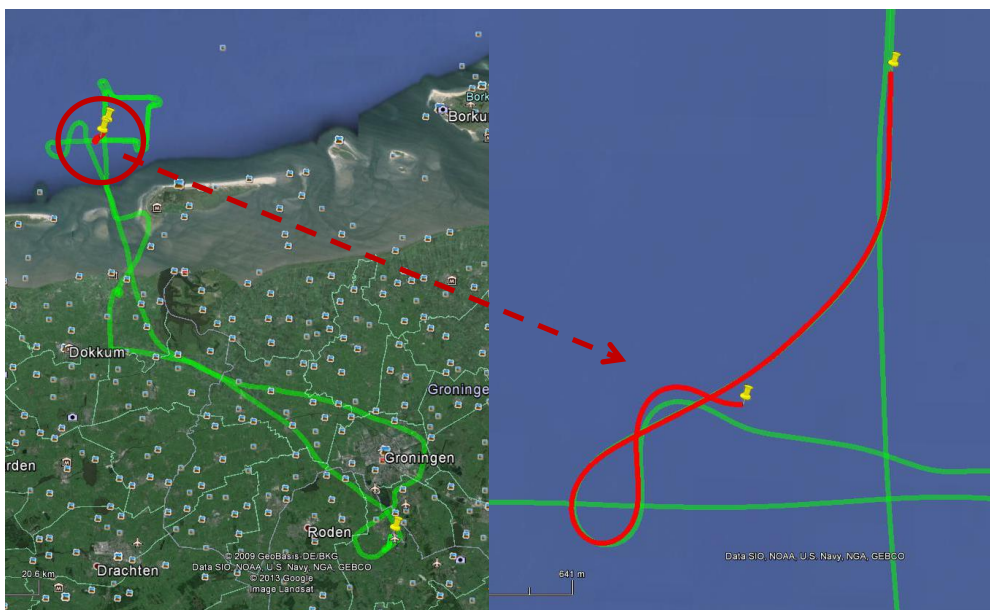 Bork
Borku
Dokkum
Groninge
Groningen
rden
Roden
Drachten
© 2009 GeoBasis-DE/BKG
Data SIO, NOAA, U.S. Navy, NGA, GEBCO
© 2013 Google
Image Landsat
20.6 km
Data SIO, NOAA, U.S. Navy, NGA, GEBCO
641 m